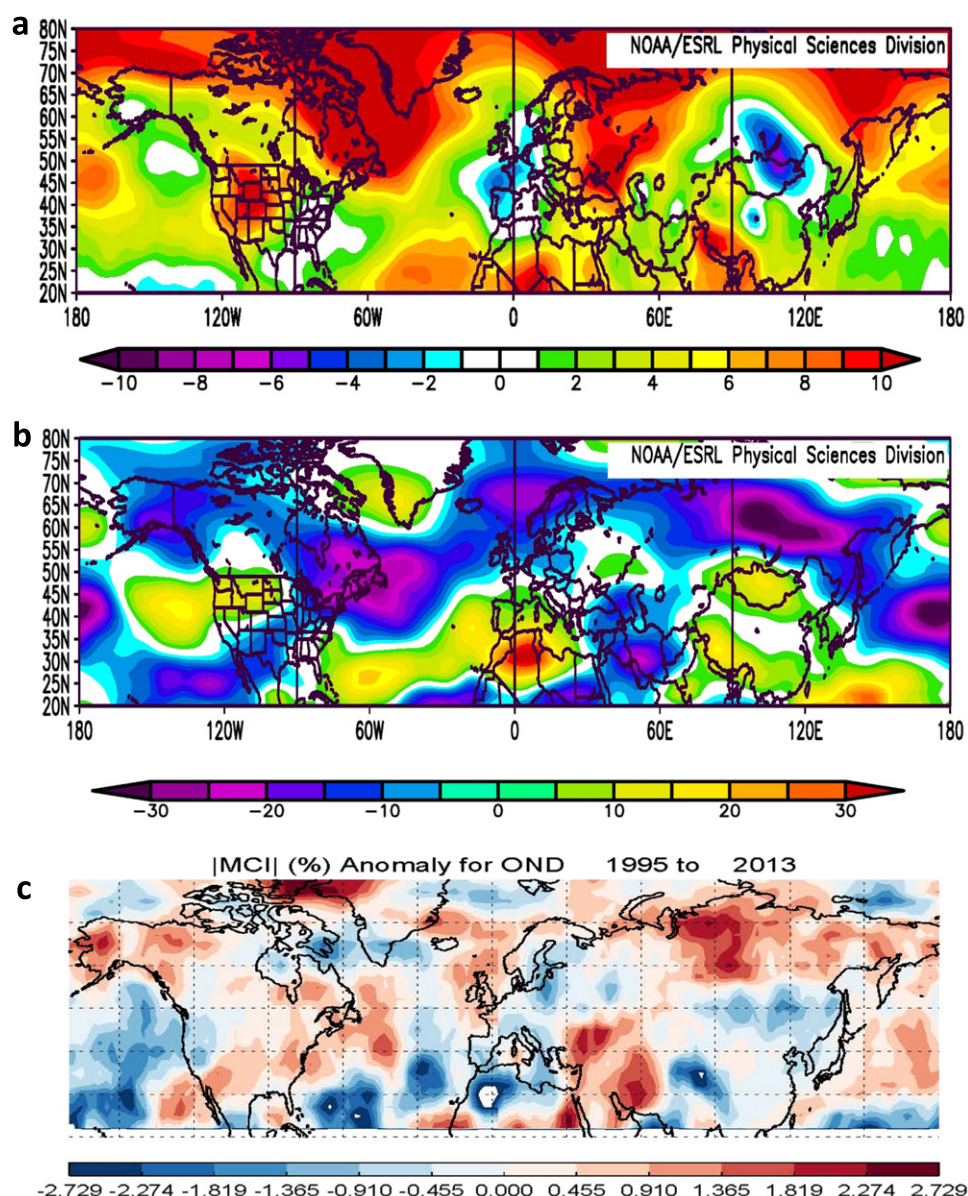 a
80N
NOAA/ESRL Physical Sciences Division
75N
70N
65N
60N
55N
50N
45N
40N
35N
30N
25N
20N
180 120W 60W 0 60E 120E 180
−10 −8 −6 −4 −2 0 2 4 6 8 10
b
80N
NOAA/ESRL Physical Sciences Division
75N
70N
65N
60N
55N
50N
45N
40N
35N
30N
25N
20N
180 120W 60W 0 60E 120E 180
−30 −20 −10 0 10 20 30
|MCI| (%) Anomaly for OND 1995 to 2013
c
-2.729 -2.274 -1.819 -1.365 -0.910 -0.455 0.000 0.455 0.910 1.365 1.819 2.274 2.729